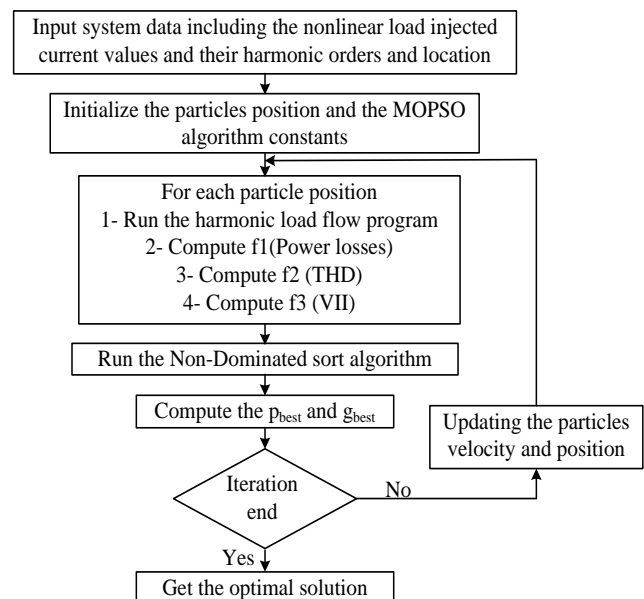 Input system data including the nonlinear load injected
current values and their harmonic orders and location
Initialize the particles position and the MOPSO
algorithm constants
For each particle position
1- Run the harmonic load flow program
2- Compute f1(Power losses)
3- Compute f2 (THD)
4- Compute f3 (VII)
Run the Non-Dominated sort algorithm
Compute the pbest and gbest
Updating the particles
velocity and position
Iteration
end
No
Yes
Get the optimal solution